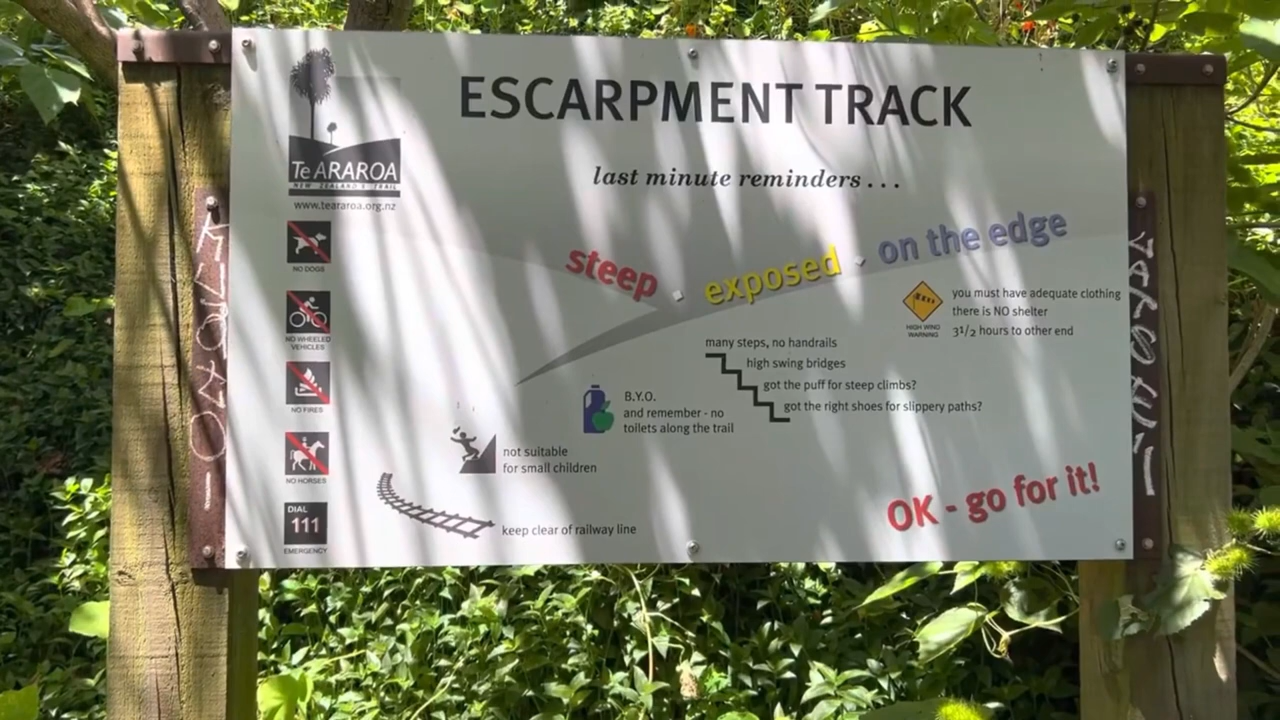 ESCARPMENT TRACK
Te ARAROA
NEW ZEALAND'S TRAIL
www.teararoa.org.nz
last minute reminders . . .
steep . exposed . on the edge
NO DOGS
NO WHEELED
VEHICLES
NO FIRES
NO HORSES
DIAL
111
EMERGENCY
HIGH WIND
WARNING
you must have adequate clothing
there is NO shelter
3 1/2 hours to other end
many steps, no handrails
high swing bridges
got the puff for steep climbs?
got the right shoes for slippery paths?
B.Y.O.
and remember - no
toilets along the trail
not suitable
for small children
keep clear of railway line
OK - go for it!